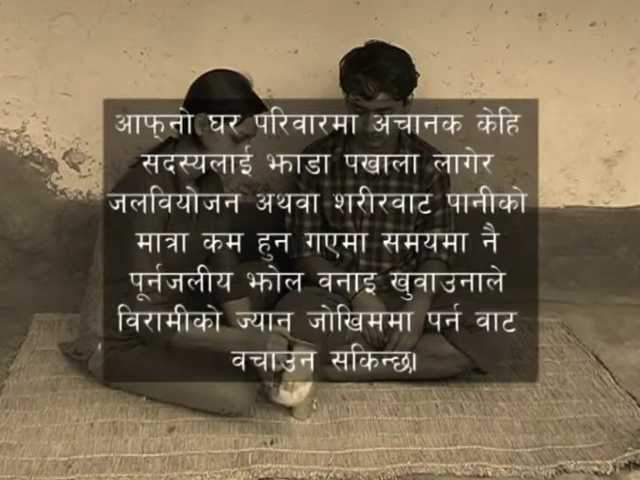 आफ्नो घर परिवारमा अचानक केहि
सदस्यलाई झाडा पखाला लागेर
जलवियोजन अथवा शरीरवाट पानीको
मात्रा कम हुन गएमा समयमा नै
पूर्नजलीय झोल वनाइ खुवाउनाले
विरामीको ज्यान जोखिममा पर्न वाट
वचाउन सकिन्छ।